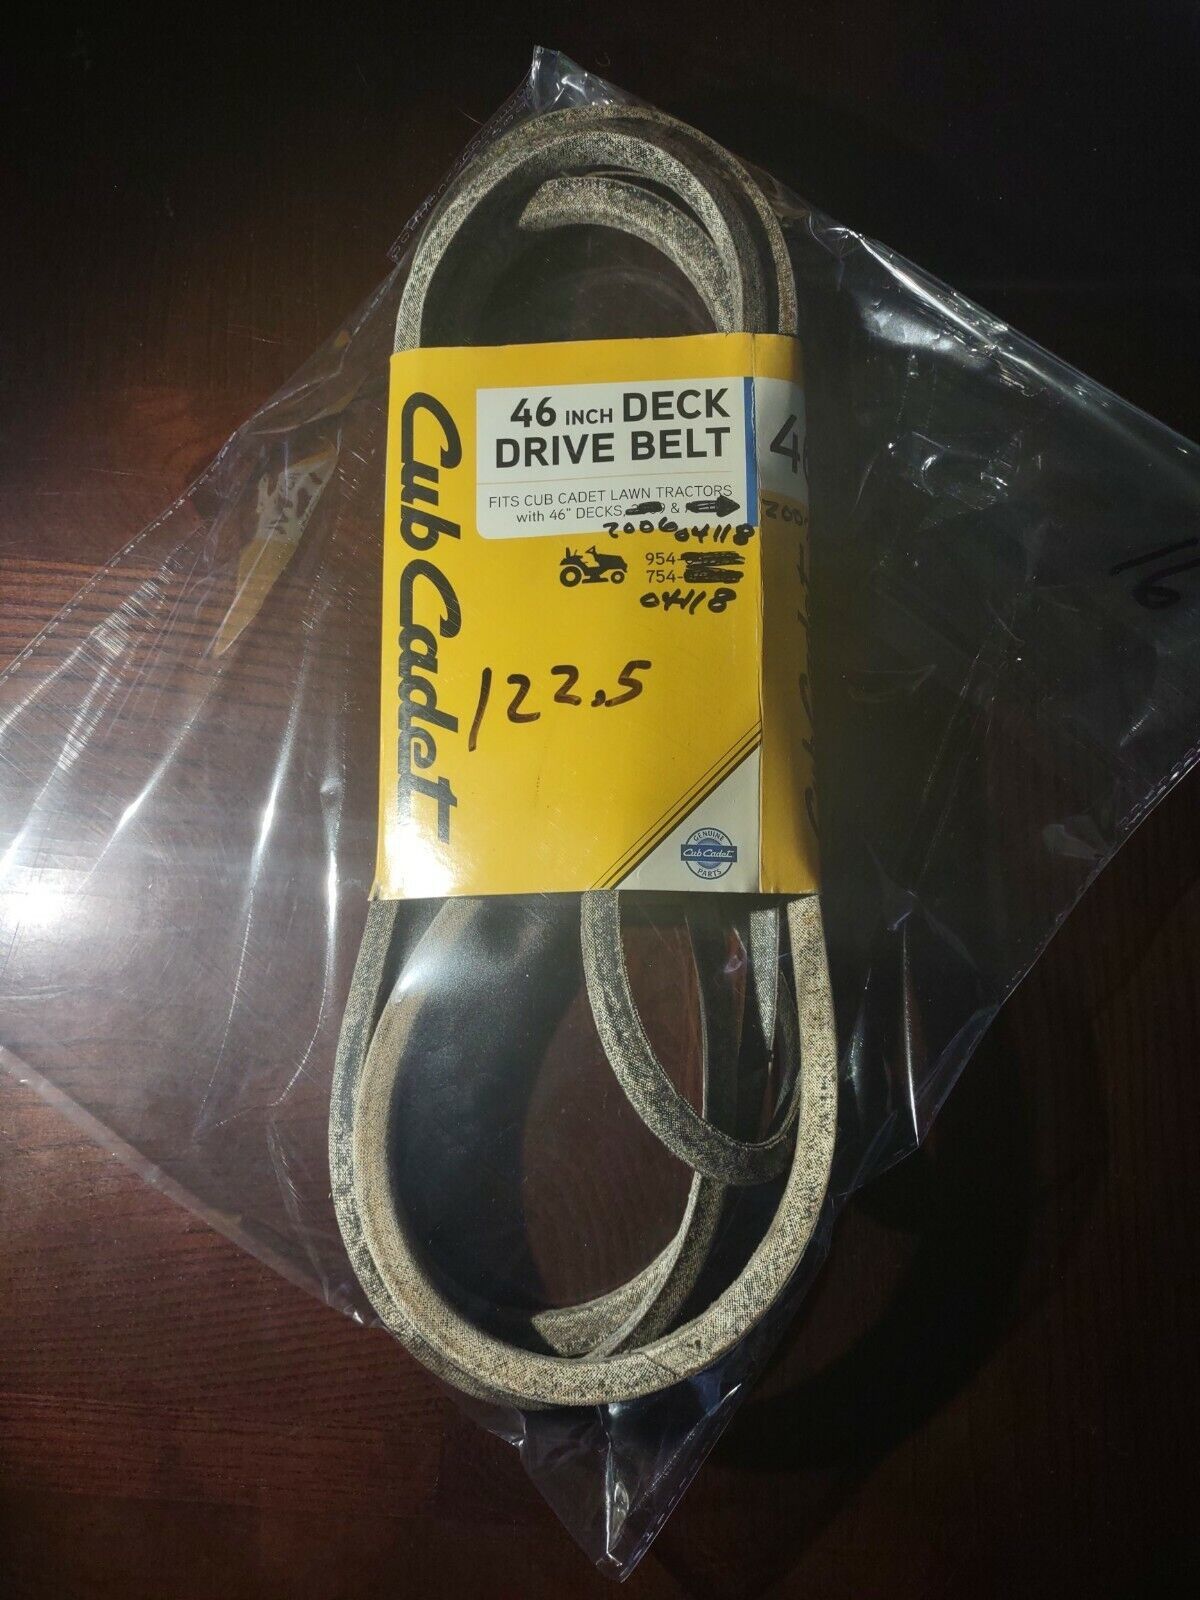 46 INCH DECK
DRIVE BELT
FITS CUB CADET LAWN TRACTORS
with 46" DECKS, &
2006 04118
954-
754-
04118
122.5
Cub Cadet
GENUINE
Cub Cadet
PARTS